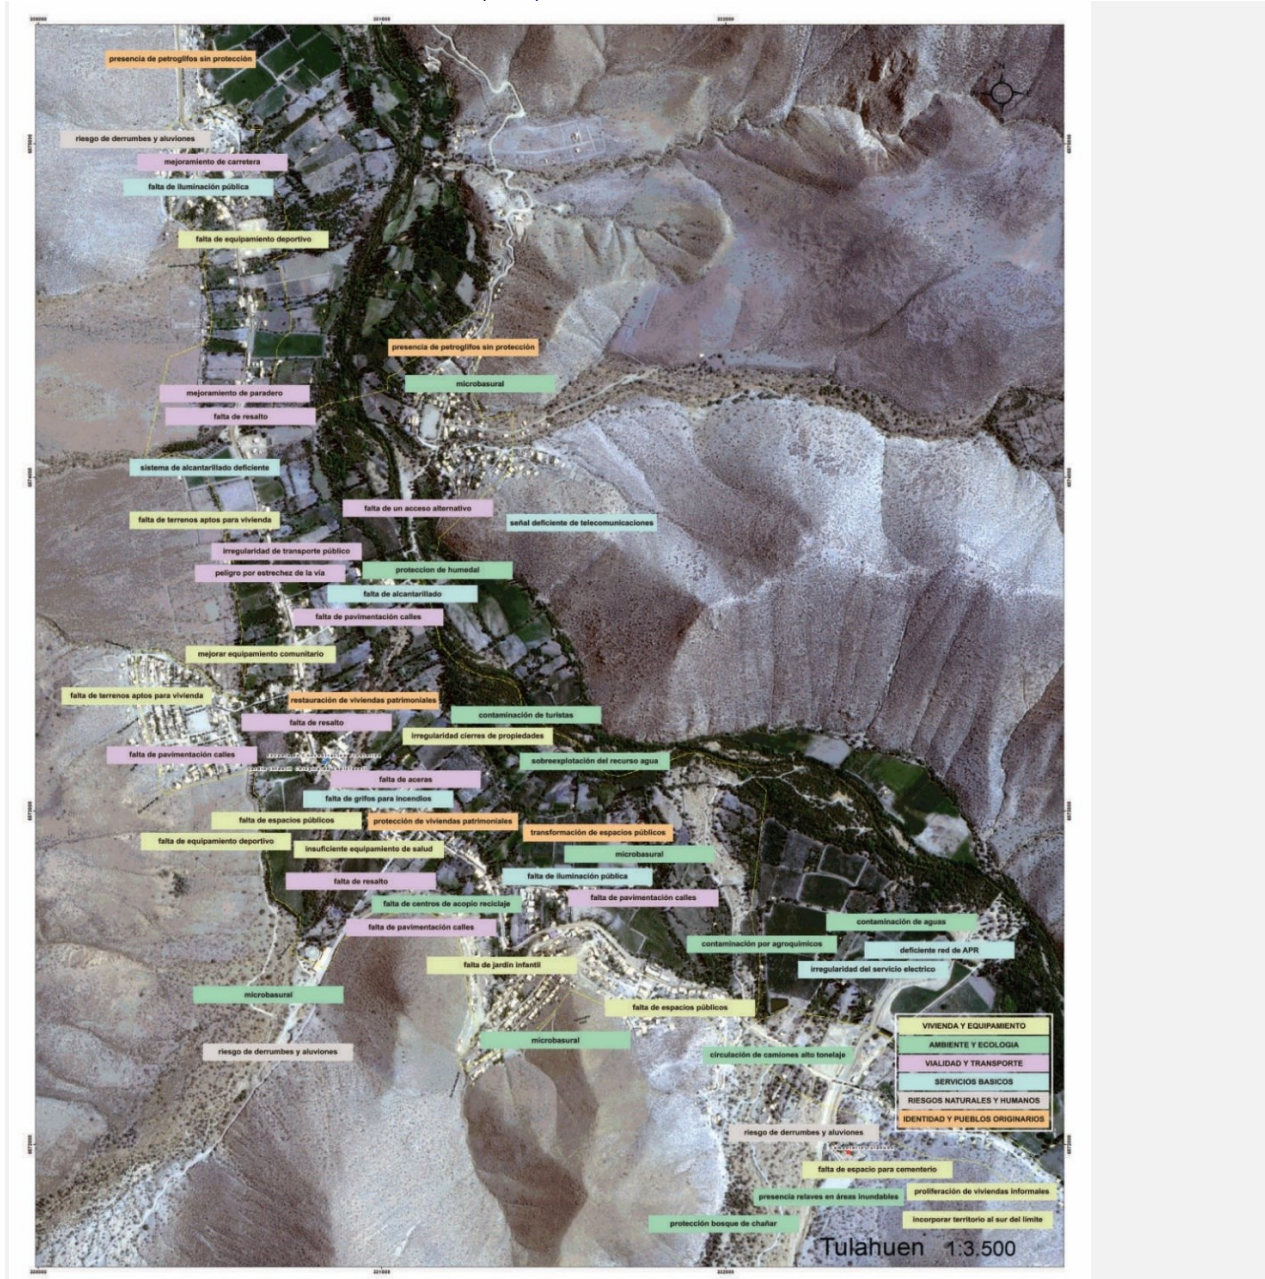 presencia de petroglifos sin protección
riesgo de derrumbes y aluviones
mejoramiento de carretera
falta de iluminación pública
falta de equipamiento deportivo
presencia de petroglifos sin protección
microbasural
mejoramiento de paradero
falta de resalto
sistema de alcantarillado deficiente
falta de un acceso alternativo
falta de terrenos aptos para vivienda
señal deficiente de telecomunicaciones
irregularidad de transporte público
peligro por estrechez de la vía
proteccion de humedal
falta de alcantarillado
falta de pavimentación calles
mejorar equipamiento comunitario
falta de terrenos aptos para vivienda
restauración de viviendas patrimoniales
contaminación de turistas
falta de resalto
irregularidad cierres de propiedades
falta de pavimentación calles
sobreexplotación del recurso agua
falta de aceras
falta de grifos para incendios
falta de espacios públicos
protección de viviendas patrimoniales
transformación de espacios públicos
falta de equipamiento deportivo
insuficiente equipamiento de salud
microbasural
falta de iluminación pública
falta de resalto
falta de pavimentación calles
falta de centros de acopio reciclaje
falta de pavimentación calles
contaminación de aguas
contaminación por agroquímicos
deficiente red de APR
irregularidad del servicio electrico
falta de jardín infantil
microbasural
falta de espacios públicos
microbasural
riesgo de derrumbes y aluviones
circulación de camiones alto tonelaje
VIVIENDA Y EQUIPAMIENTO
AMBIENTE Y ECOLOGIA
VIALIDAD Y TRANSPORTE
SERVICIOS BASICOS
RIESGOS NATURALES Y HUMANOS
IDENTIDAD Y PUEBLOS ORIGINARIOS
riesgo de derrumbes y aluviones
falta de espacio para cementerio
presencia relaves en áreas inundables
proliferación de viviendas informales
protección bosque de chañar
incorporar territorio al sur del límite
Tulahuen 1:3.500